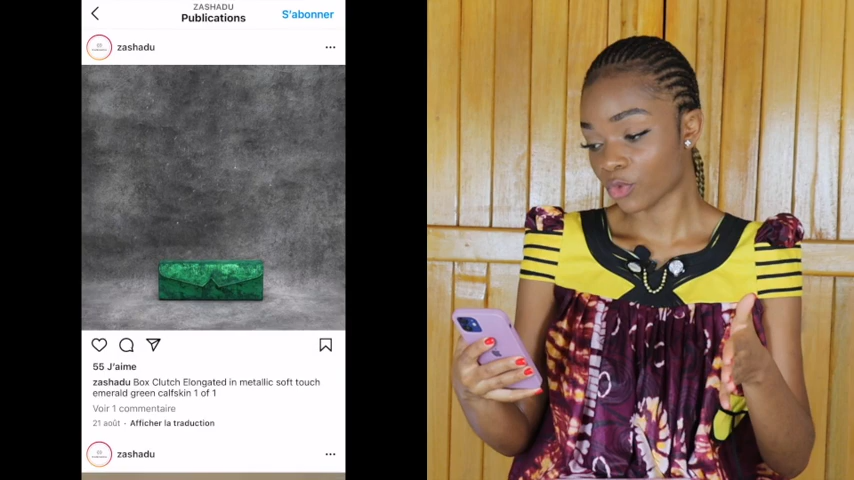 ZASHADU
Publications
S'abonner
zashadu
55 J'aime
zashadu Box Clutch Elongated in metallic soft touch
emerald green calfskin 1 of 1
Voir 1 commentaire
21 août · Afficher la traduction
zashadu